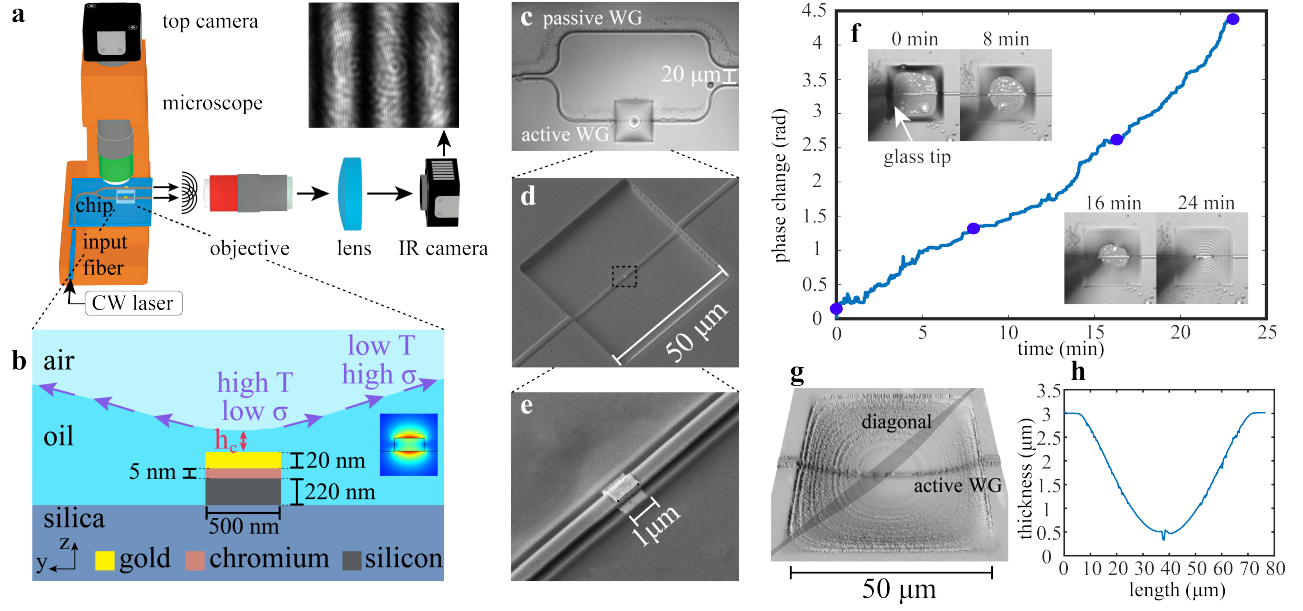 a
top camera
microscope
chip
input
fiber
CW laser
objective
lens
IR camera
b
air
oil
silica
high T
low σ
low T
high σ
h_c
5 nm
20 nm
220 nm
500 nm
z
y
gold
chromium
silicon
c
passive WG
20 μm
active WG
d
50 μm
e
1μm
f
0 min
8 min
glass tip
16 min
24 min
phase change (rad)
4.5
4
3.5
3
2.5
2
1.5
1
0.5
0
0
5
10
15
20
25
time (min)
g
diagonal
active WG
50 μm
h
thickness (μm)
3.5
3
2.5
2
1.5
1
0.5
0
0 10 20 30 40 50 60 70 80
length (μm)